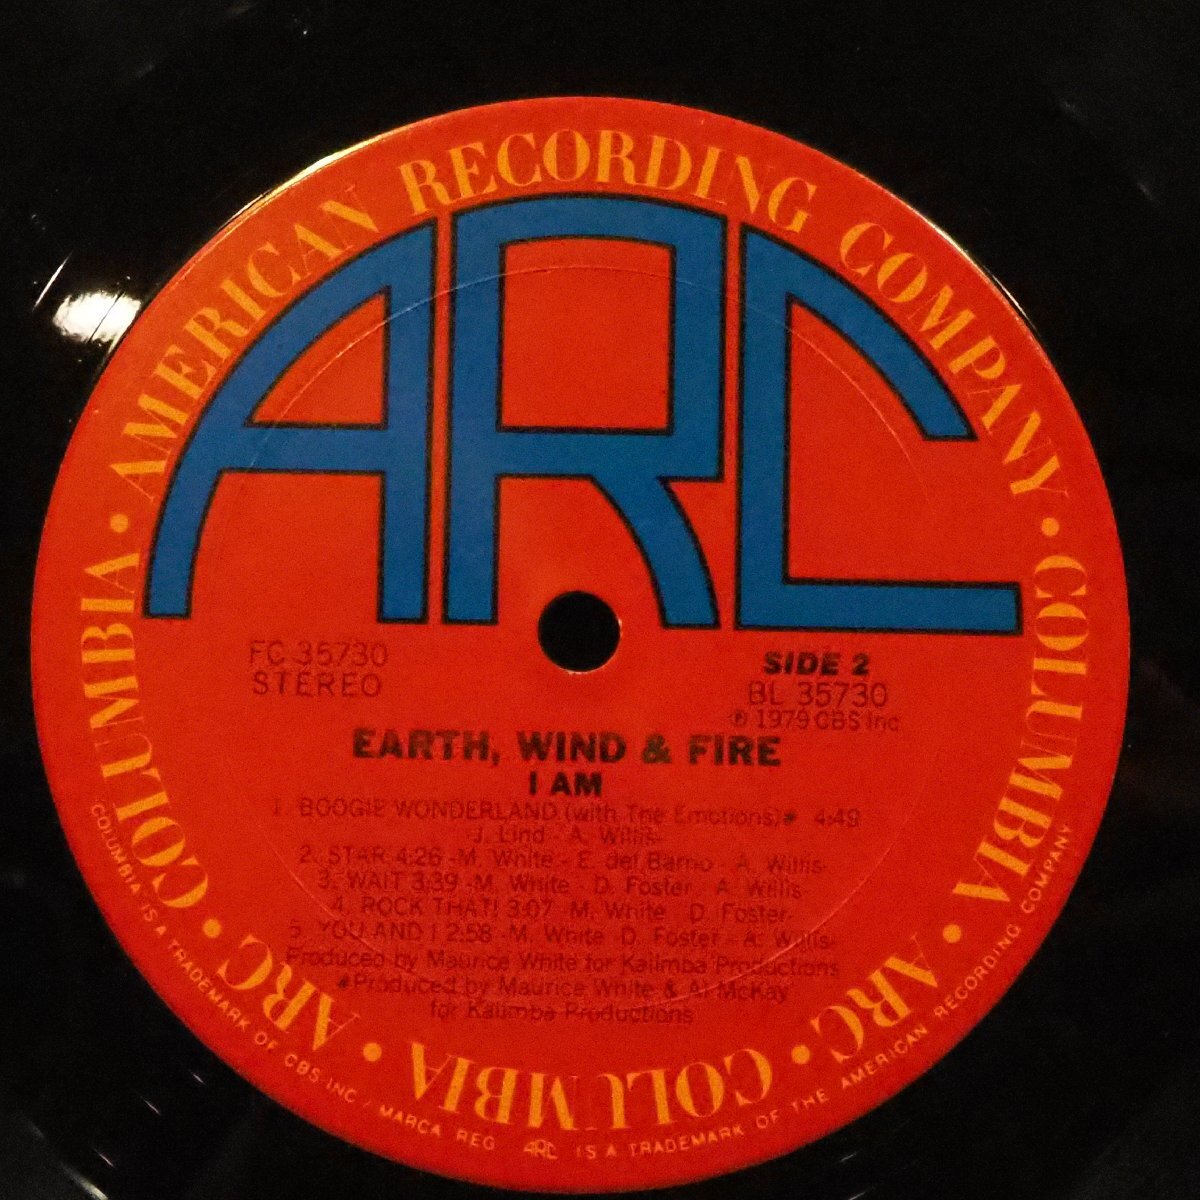 AMERICAN RECORDING COMPANY • COLUMBIA • ARC • COLUMBIA • ARC • COLUMBIA •
ARC
FC 35730
STEREO
SIDE 2
BL 35730
℗ 1979 CBS Inc
EARTH, WIND & FIRE
I AM
1. BOOGIE WONDERLAND (with The Emotions)* 4:49
-J. Lind - A. Willis-
2. STAR 4:26 -M. White - E. del Barrio - A. Willis-
3. WAIT 3:39 -M. White - D. Foster - A. Willis
4. ROCK THAT! 3:07 -M. White D. Foster-
5. YOU AND I 2:58 -M. White D. Foster - A. Willis-
Produced by Maurice White for Kalimba Productions
*Produced by Maurice White & Al McKay
for Kalimba Productions
COLUMBIA IS A TRADEMARK OF CBS INC / MARCA REG ARC IS A TRADEMARK OF THE AMERICAN RECORDING COMPANY